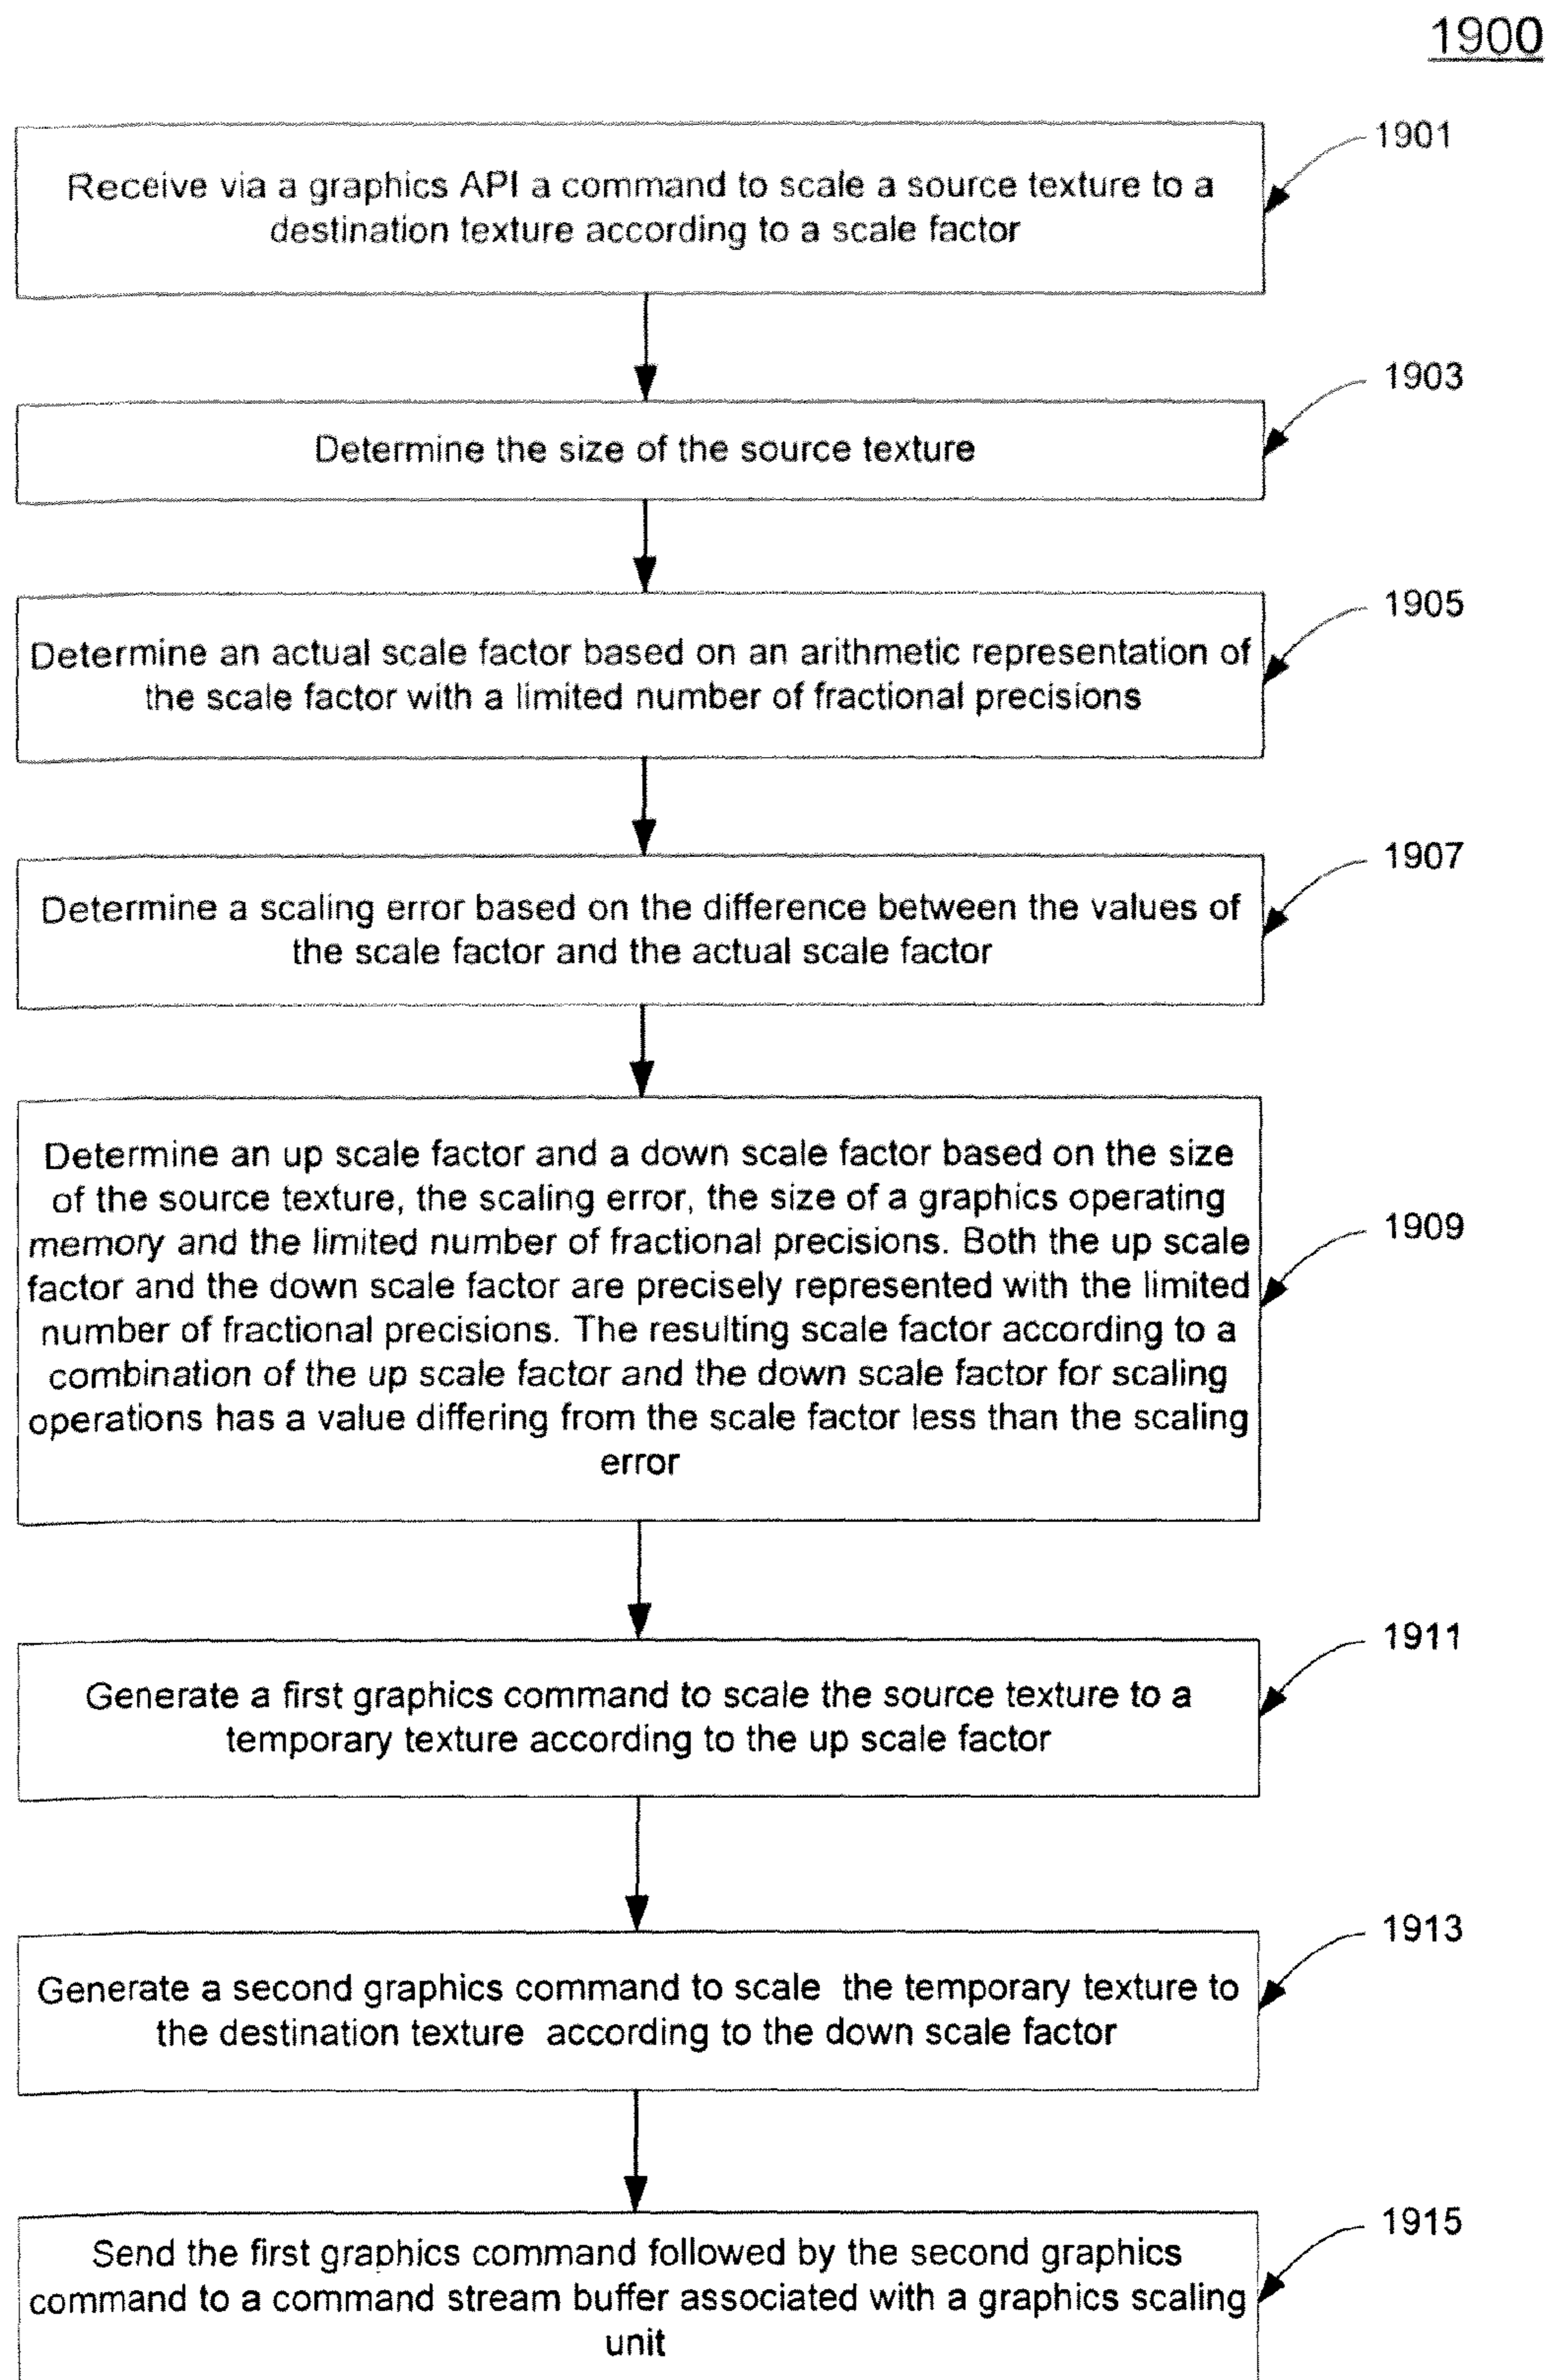 1900
1901
Receive via a graphics API a command to scale a source texture to a
destination texture according to a scale factor
1903
Determine the size of the source texture
1905
Determine an actual scale factor based on an arithmetic representation of
the scale factor with a limited number of fractional precisions
1907
Determine a scaling error based on the difference between the values of
the scale factor and the actual scale factor
1909
Determine an up scale factor and a down scale factor based on the size
of the source texture, the scaling error, the size of a graphics operating
memory and the limited number of fractional precisions. Both the up scale
factor and the down scale factor are precisely represented with the limited
number of fractional precisions. The resulting scale factor according to a
combination of the up scale factor and the down scale factor for scaling
operations has a value differing from the scale factor less than the scaling
error
1911
Generate a first graphics command to scale the source texture to a
temporary texture according to the up scale factor
1913
Generate a second graphics command to scale the temporary texture to
the destination texture according to the down scale factor
1915
Send the first graphics command followed by the second graphics
command to a command stream buffer associated with a graphics scaling
unit